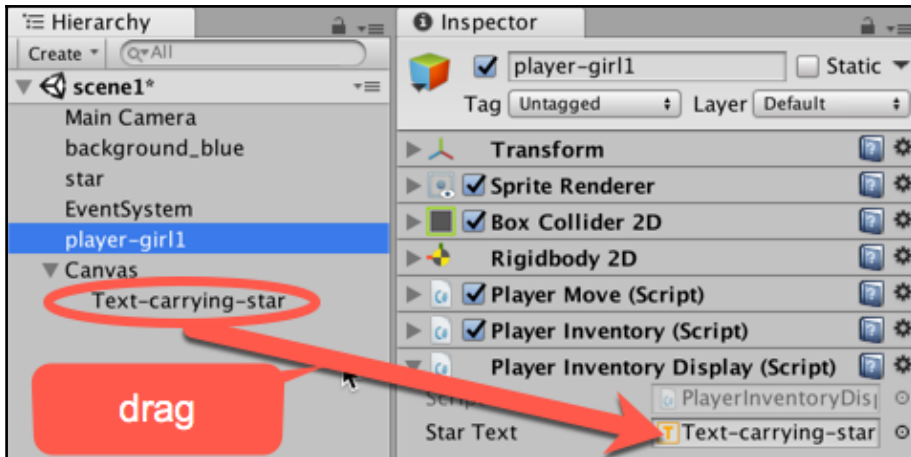 Hierarchy
Create
All
scene1*
Main Camera
background_blue
star
EventSystem
player-girl1
Canvas
Text-carrying-star
drag
Inspector
player-girl1
Static
Tag Untagged Layer Default
Transform
Sprite Renderer
Box Collider 2D
Rigidbody 2D
Player Move (Script)
Player Inventory (Script)
Player Inventory Display (Script)
PlayerInventoryDisp
Star Text T Text-carrying-star